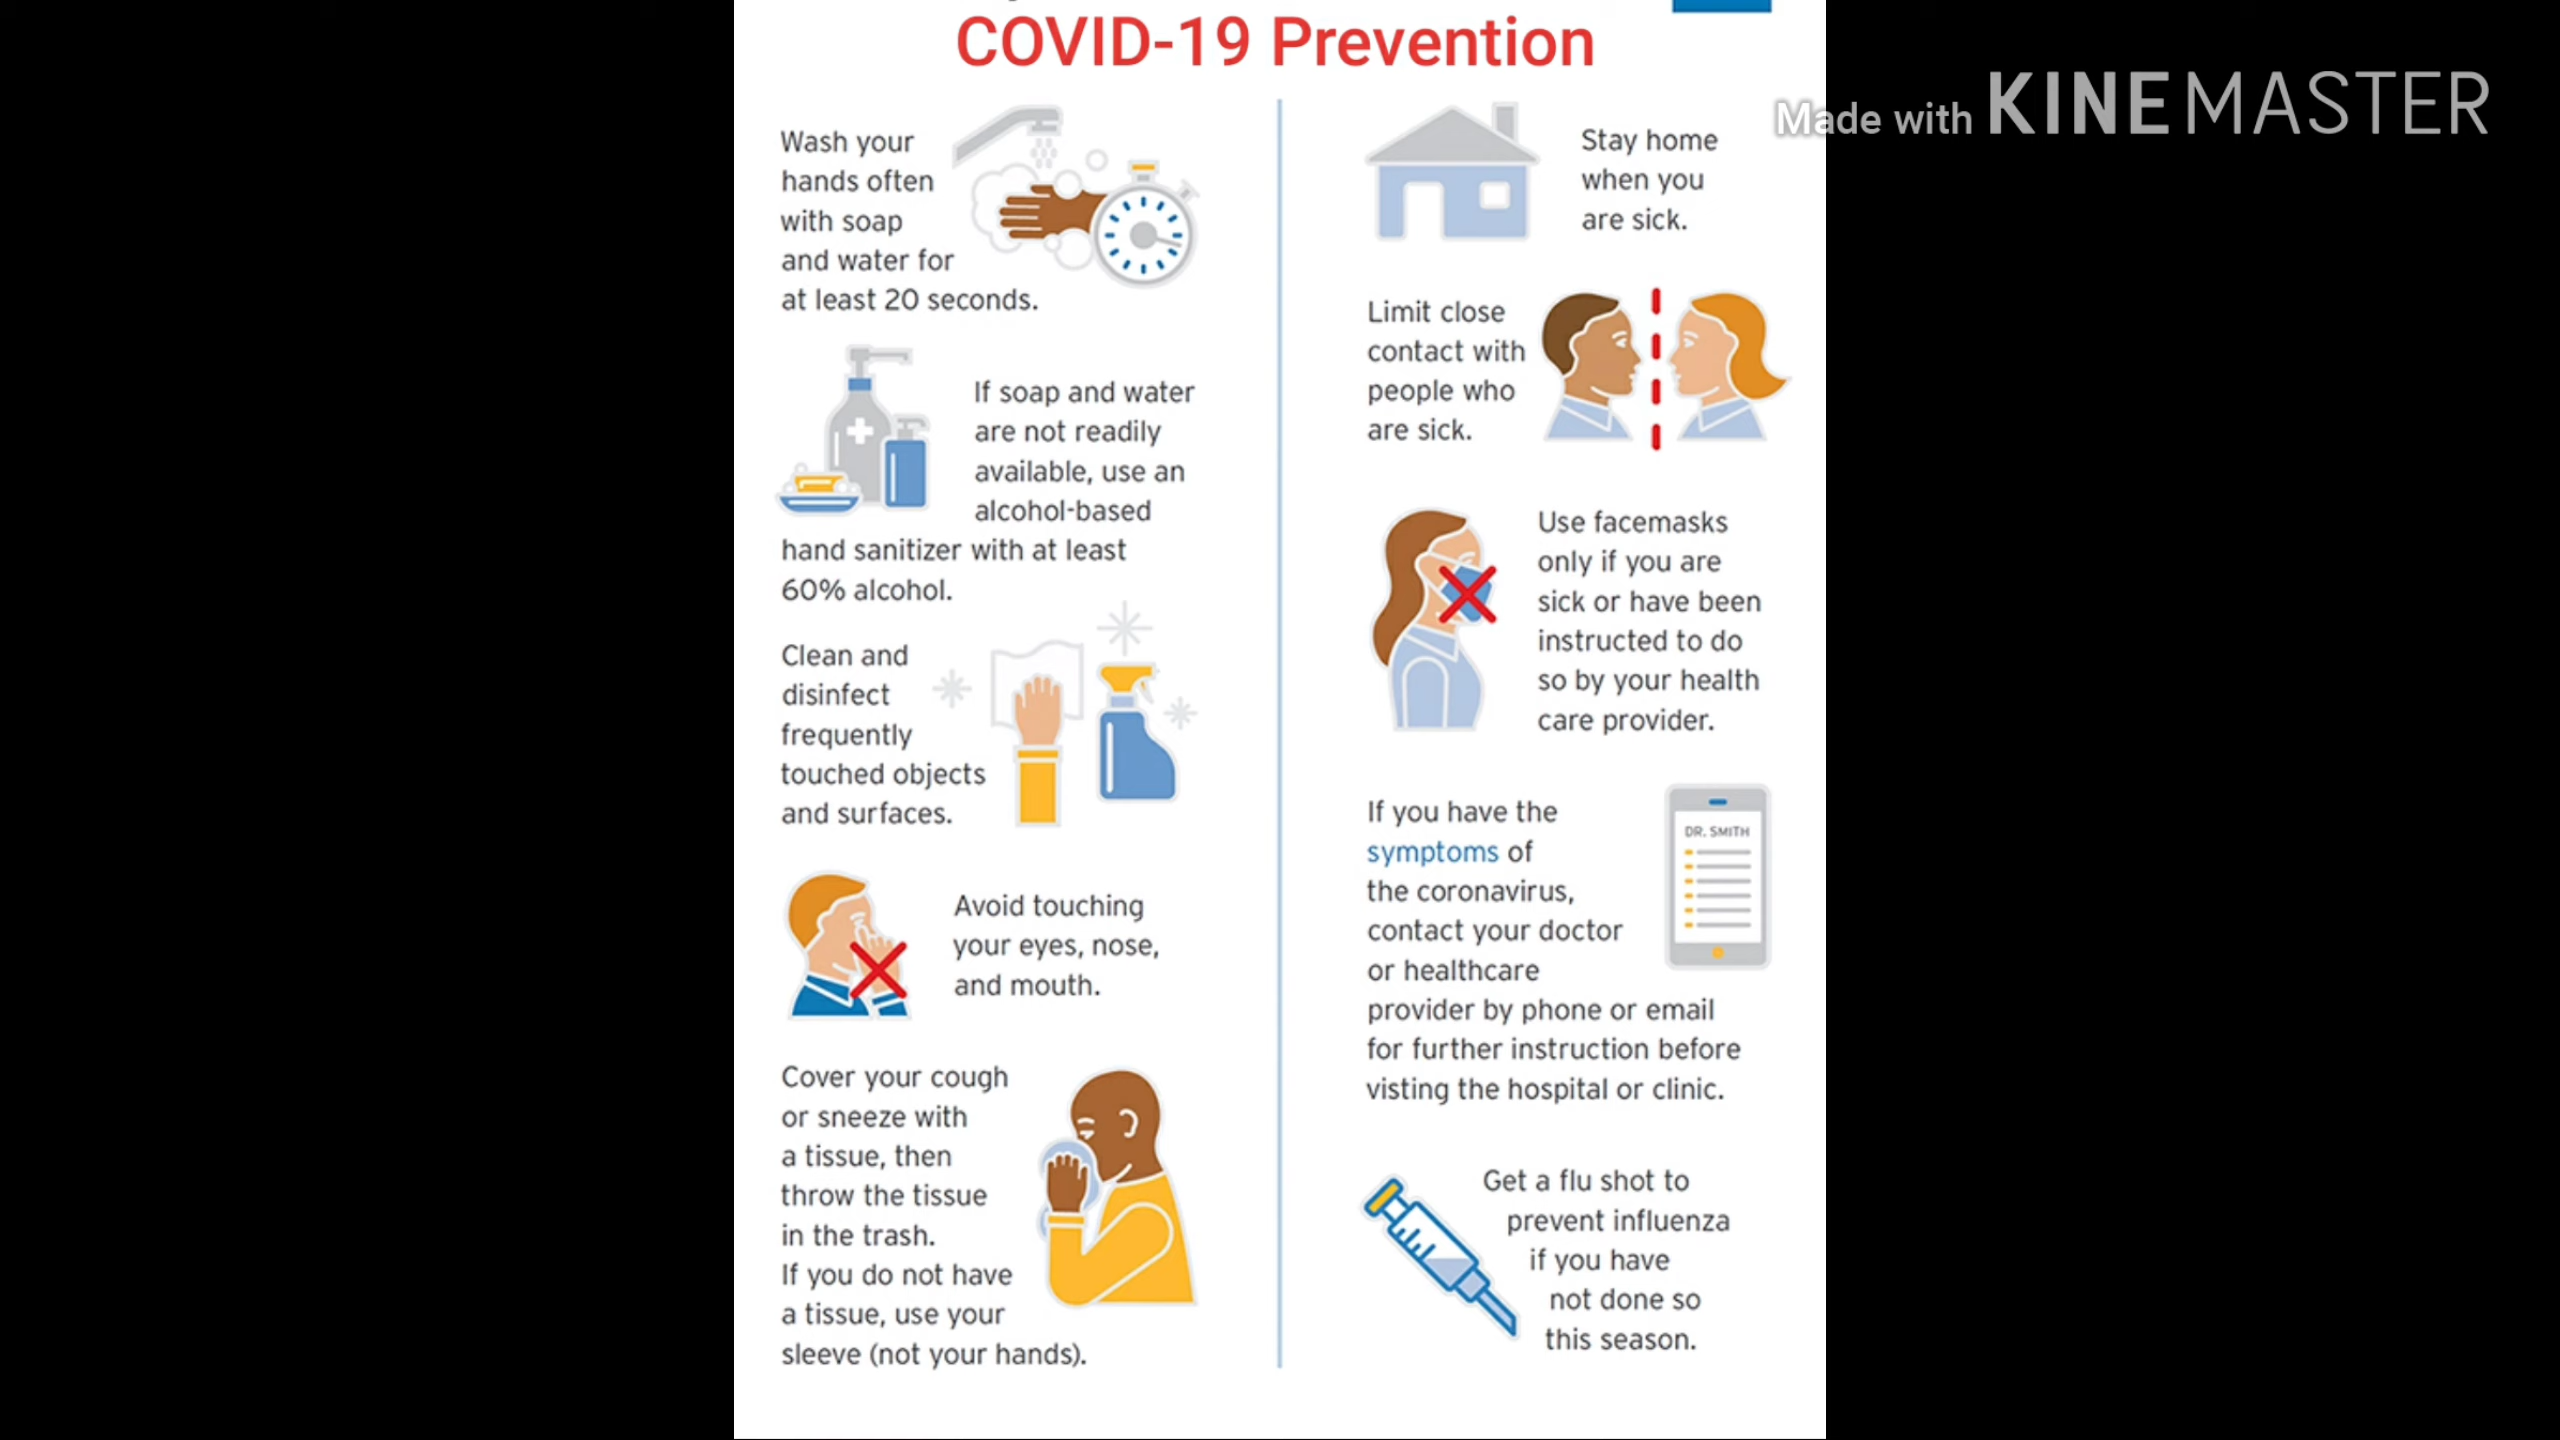 COVID-19 Prevention
Made with KINEMASTER
Wash your
hands often
with soap
and water for
at least 20 seconds.
If soap and water
are not readily
available, use an
alcohol-based
hand sanitizer with at least
60% alcohol.
Clean and
disinfect
frequently
touched objects
and surfaces.
Avoid touching
your eyes, nose,
and mouth.
Cover your cough
or sneeze with
a tissue, then
throw the tissue
in the trash.
If you do not have
a tissue, use your
sleeve (not your hands).
Stay home
when you
are sick.
Limit close
contact with
people who
are sick.
Use facemasks
only if you are
sick or have been
instructed to do
so by your health
care provider.
If you have the
symptoms of
the coronavirus,
contact your doctor
or healthcare
provider by phone or email
for further instruction before
visting the hospital or clinic.
DR. SMITH
Get a flu shot to
prevent influenza
if you have
not done so
this season.